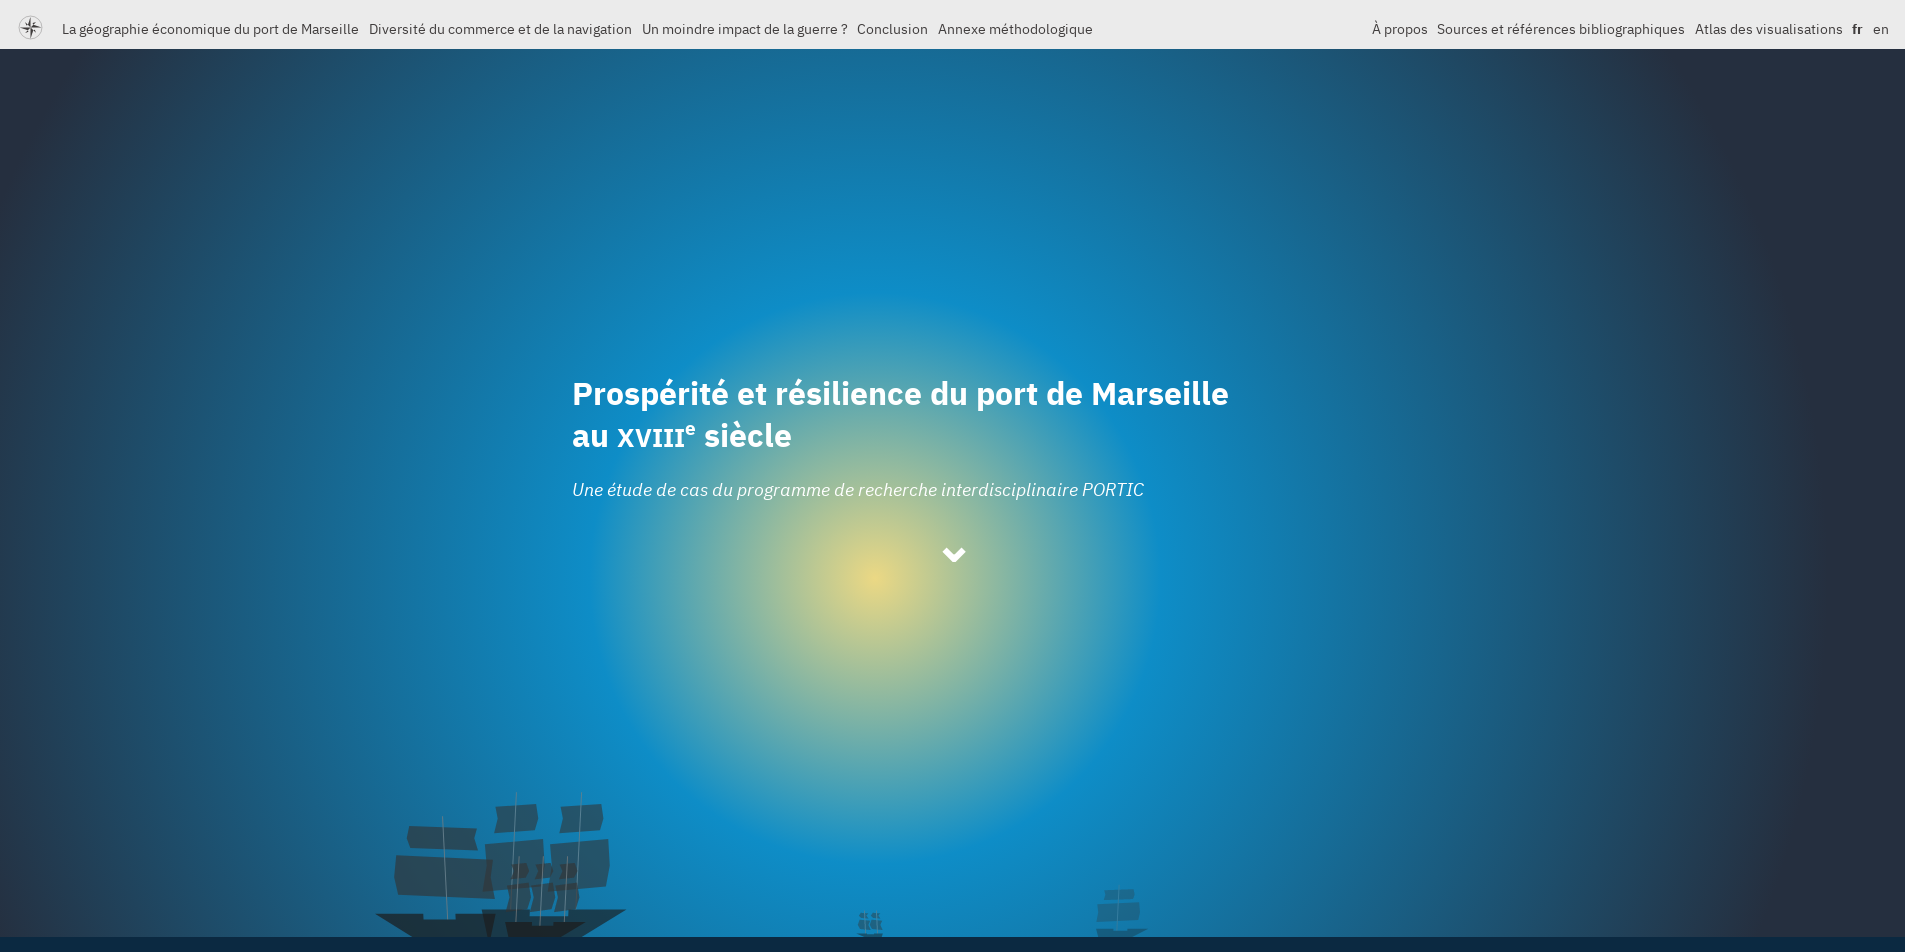 La géographie économique du port de Marseille Diversité du commerce et de la navigation Un moindre impact de la guerre ? Conclusion Annexe méthodologique À propos Sources et références bibliographiques Atlas des visualisations fr en
Prospérité et résilience du port de Marseille
au XVIIIe siècle
Une étude de cas du programme de recherche interdisciplinaire PORTIC